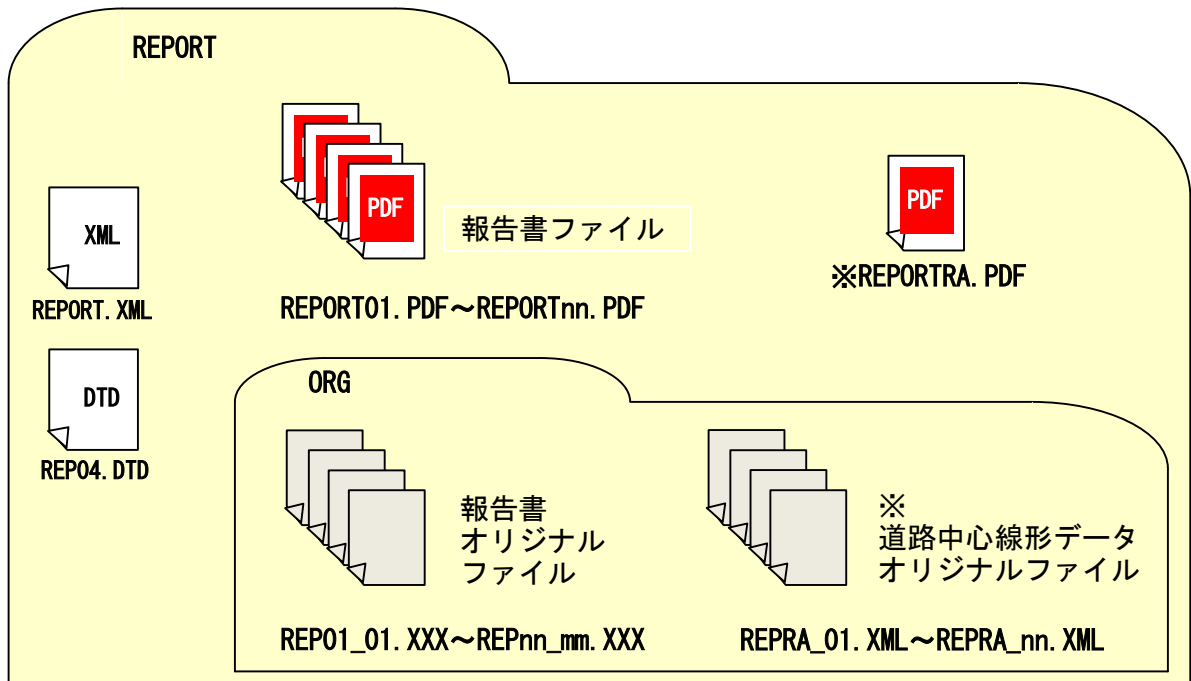 REPORT
PDF
報告書ファイル
REPORT01.PDF～REPORTnn.PDF
PDF
※REPORTRA.PDF
XML
REPORT.XML
DTD
REP04.DTD
ORG
報告書
オリジナル
ファイル
REP01_01.XXX～REPnn_mm.XXX
※
道路中心線形データ
オリジナルファイル
REPRA_01.XML～REPRA_nn.XML